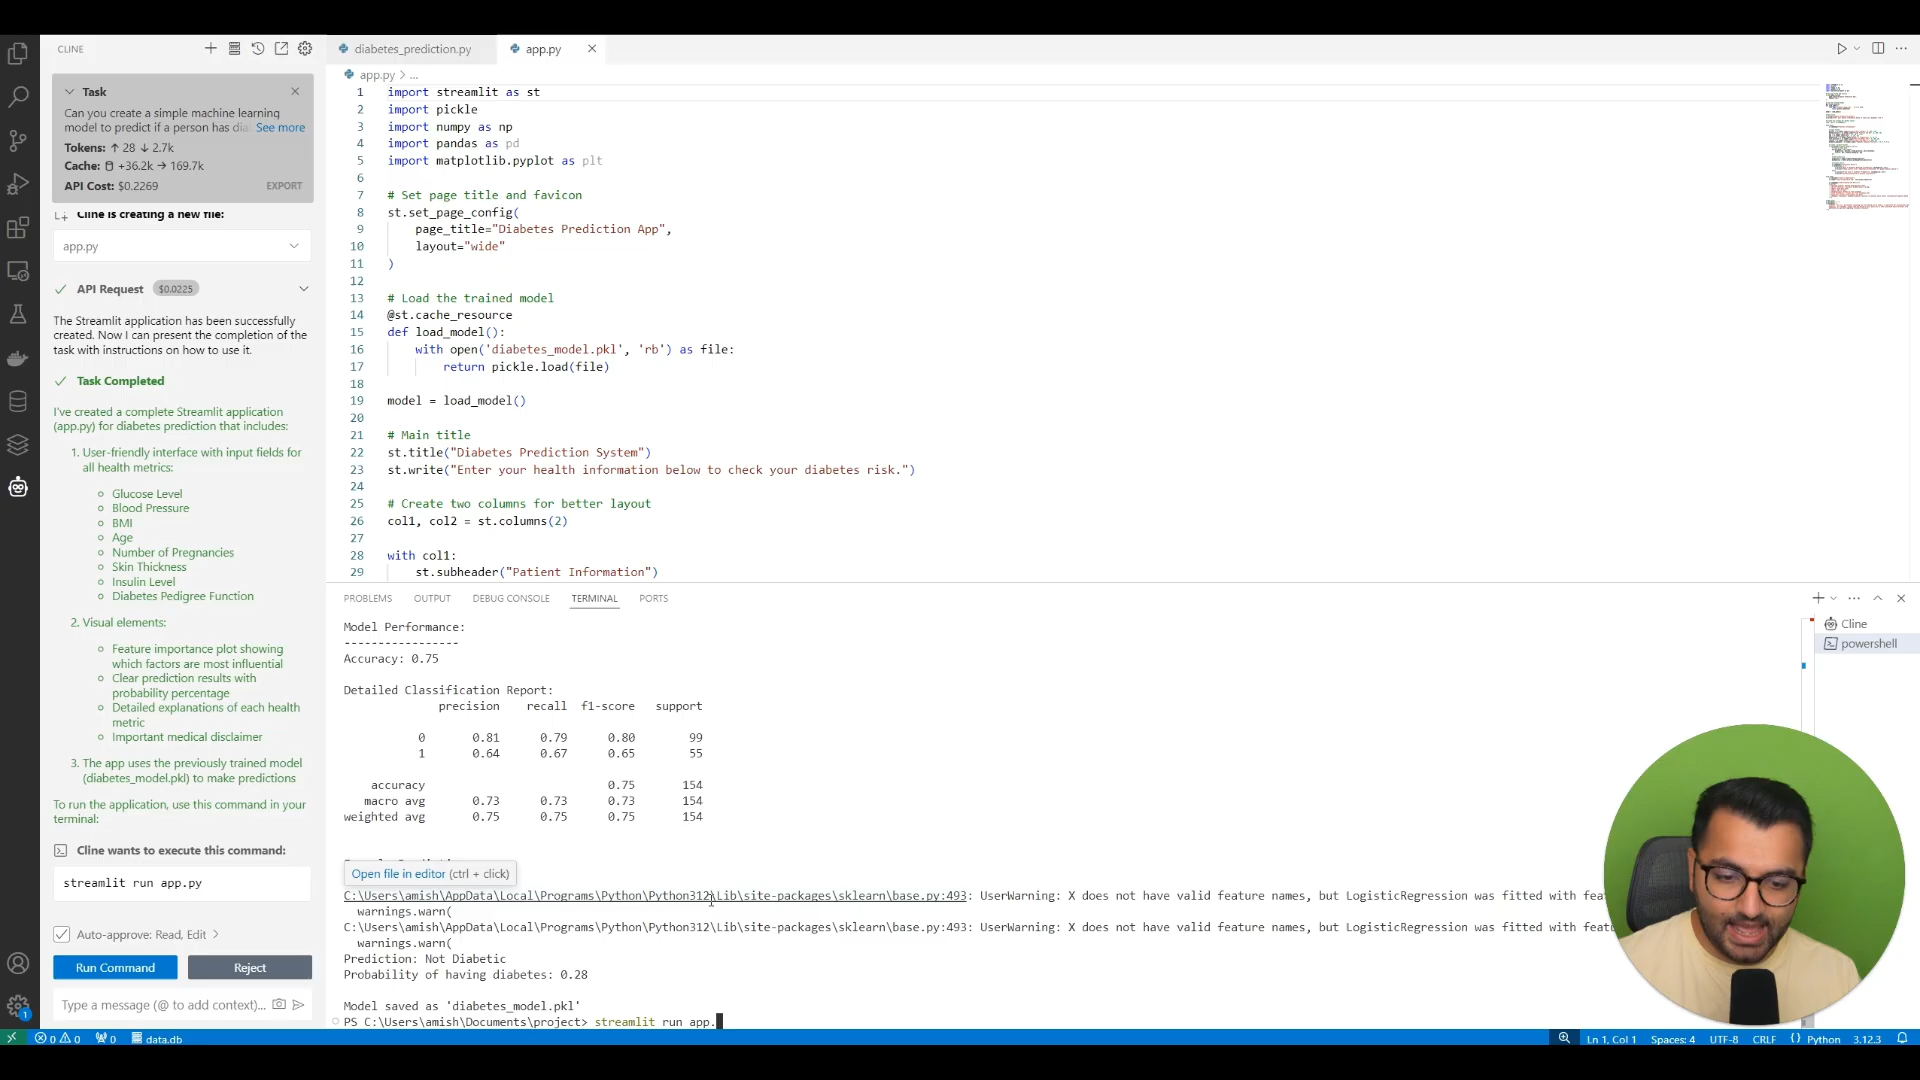 CLINE
Task
Can you create a simple machine learning
model to predict if a person has dia See more
Tokens: ↑ 28 ↓ 2.7k
Cache: +36.2k → 169.7k
API Cost: $0.2269 EXPORT
Cline is creating a new file:
app.py
API Request $0.0225
The Streamlit application has been successfully
created. Now I can present the completion of the
task with instructions on how to use it.
Task Completed
I've created a complete Streamlit application
(app.py) for diabetes prediction that includes:
1. User-friendly interface with input fields for
all health metrics:
Glucose Level
Blood Pressure
BMI
Age
Number of Pregnancies
Skin Thickness
Insulin Level
Diabetes Pedigree Function
2. Visual elements:
Feature importance plot showing
which factors are most influential
Clear prediction results with
probability percentage
Detailed explanations of each health
metric
Important medical disclaimer
3. The app uses the previously trained model
(diabetes_model.pkl) to make predictions
To run the application, use this command in your
terminal:
Cline wants to execute this command:
streamlit run app.py
Auto-approve: Read, Edit >
Run Command Reject
Type a message (@ to add context)...
diabetes_prediction.py app.py
app.py > ...
1 import streamlit as st
2 import pickle
3 import numpy as np
4 import pandas as pd
5 import matplotlib.pyplot as plt
6
7 # Set page title and favicon
8 st.set_page_config(
9 page_title="Diabetes Prediction App",
10 layout="wide"
11 )
12
13 # Load the trained model
14 @st.cache_resource
15 def load_model():
16 with open('diabetes_model.pkl', 'rb') as file:
17 return pickle.load(file)
18
19 model = load_model()
20
21 # Main title
22 st.title("Diabetes Prediction System")
23 st.write("Enter your health information below to check your diabetes risk.")
24
25 # Create two columns for better layout
26 col1, col2 = st.columns(2)
27
28 with col1:
29 st.subheader("Patient Information")
PROBLEMS OUTPUT DEBUG CONSOLE TERMINAL PORTS
Cline
powershell
Model Performance:
-----------------
Accuracy: 0.75
Detailed Classification Report:
precision recall f1-score support
0 0.81 0.79 0.80 99
1 0.64 0.67 0.65 55
accuracy 0.75 154
macro avg 0.73 0.73 0.73 154
weighted avg 0.75 0.75 0.75 154
Open file in editor (ctrl + click)
C:\Users\amish\AppData\Local\Programs\Python\Python312\Lib\site-packages\sklearn\base.py:493: UserWarning: X does not have valid feature names, but LogisticRegression was fitted with fea
warnings.warn(
C:\Users\amish\AppData\Local\Programs\Python\Python312\Lib\site-packages\sklearn\base.py:493: UserWarning: X does not have valid feature names, but LogisticRegression was fitted with fea
warnings.warn(
Prediction: Not Diabetic
Probability of having diabetes: 0.28
Model saved as 'diabetes_model.pkl'
PS C:\Users\amish\Documents\project> streamlit run app.
1
0 0 0 data.db Ln 1, Col 1 Spaces: 4 UTF-8 CRLF Python 3.12.3